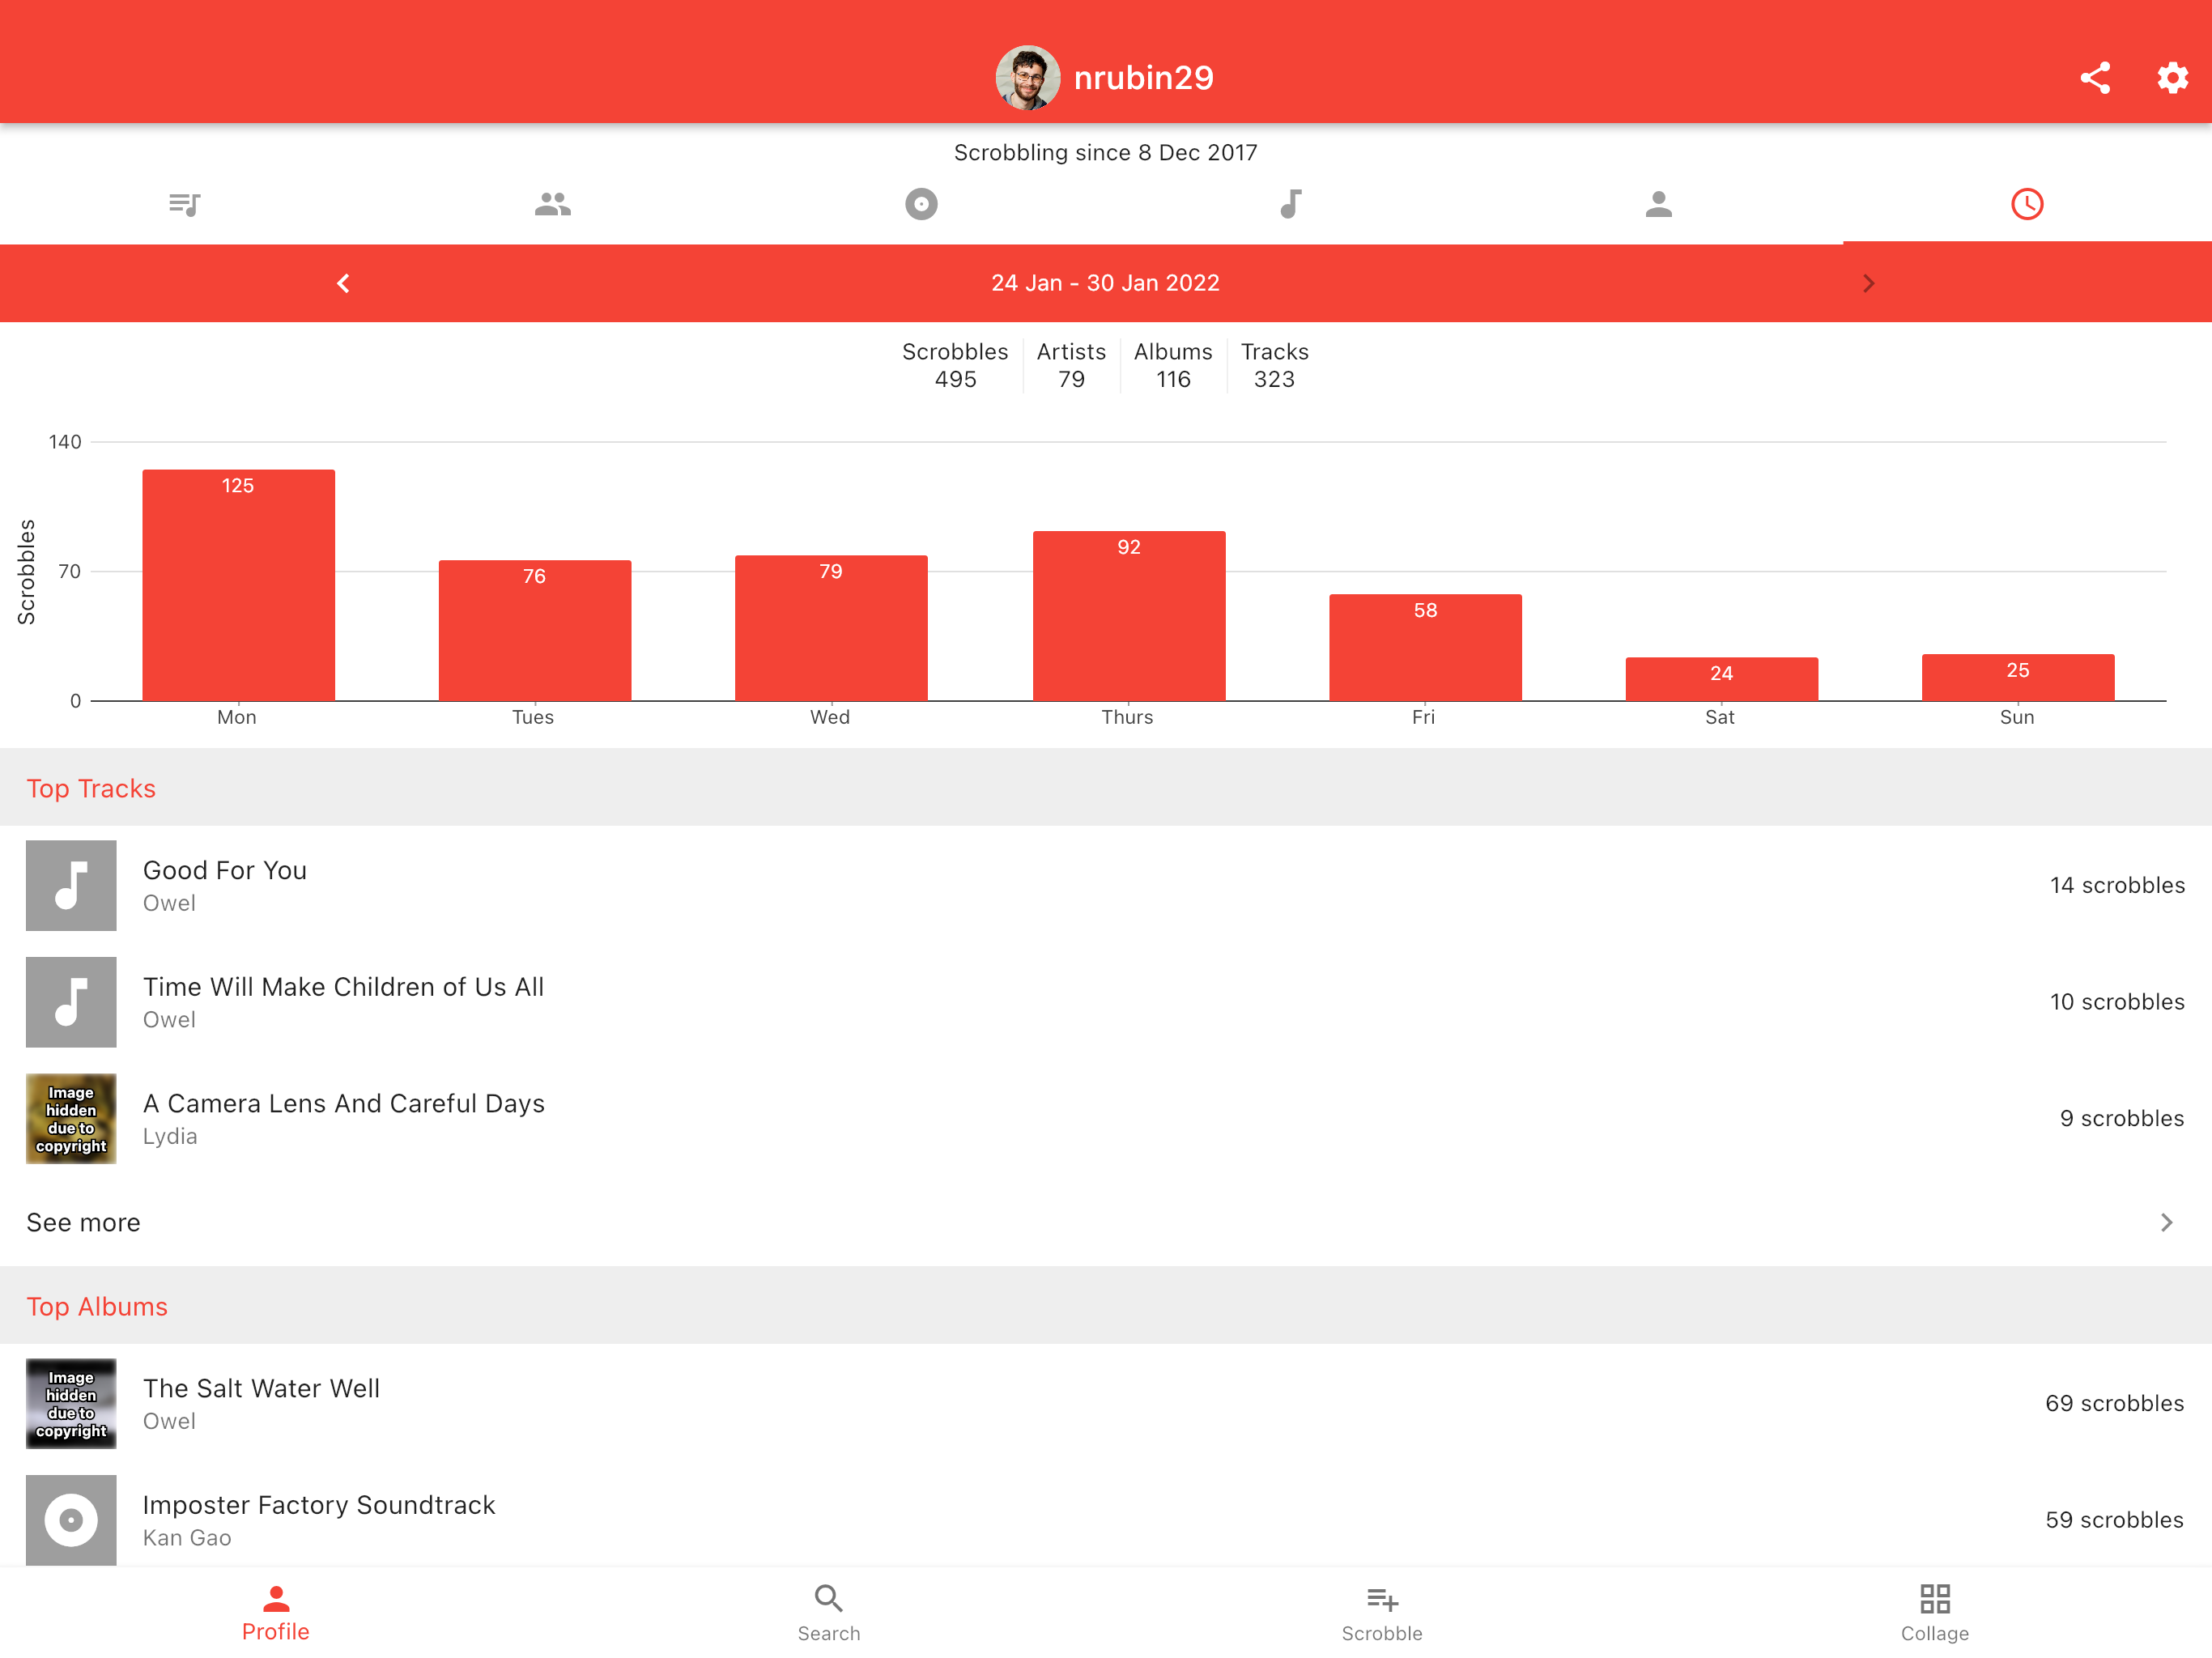 nrubin29
Scrobbling since 8 Dec 2017
24 Jan - 30 Jan 2022
Scrobbles Artists Albums Tracks
495 79 116 323
140
70
0
Scrobbles
125
76
79
92
58
24
25
Mon Tues Wed Thurs Fri Sat Sun
Top Tracks
Good For You
Owel
14 scrobbles
Time Will Make Children of Us All
Owel
10 scrobbles
Image
hidden
due to
copyright
A Camera Lens And Careful Days
Lydia
9 scrobbles
See more
Top Albums
Image
hidden
due to
copyright
The Salt Water Well
Owel
69 scrobbles
Imposter Factory Soundtrack
Kan Gao
59 scrobbles
Profile
Search
Scrobble
Collage